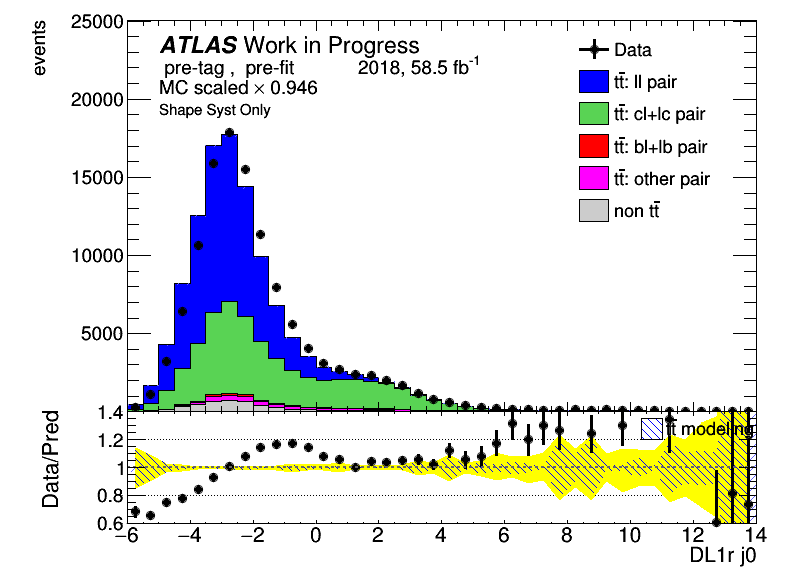 events
25000
20000
15000
10000
5000
ATLAS Work in Progress
pre-tag , pre-fit 2018, 58.5 fb⁻¹
MC scaled × 0.946
Shape Syst Only
Data
tt̄: ll pair
tt̄: cl+lc pair
tt̄: bl+lb pair
tt̄: other pair
non tt̄
Data/Pred
1.4
1.2
1
0.8
0.6
tt̄ modeling
−6 −4 −2 0 2 4 6 8 10 12 14
DL1r j0